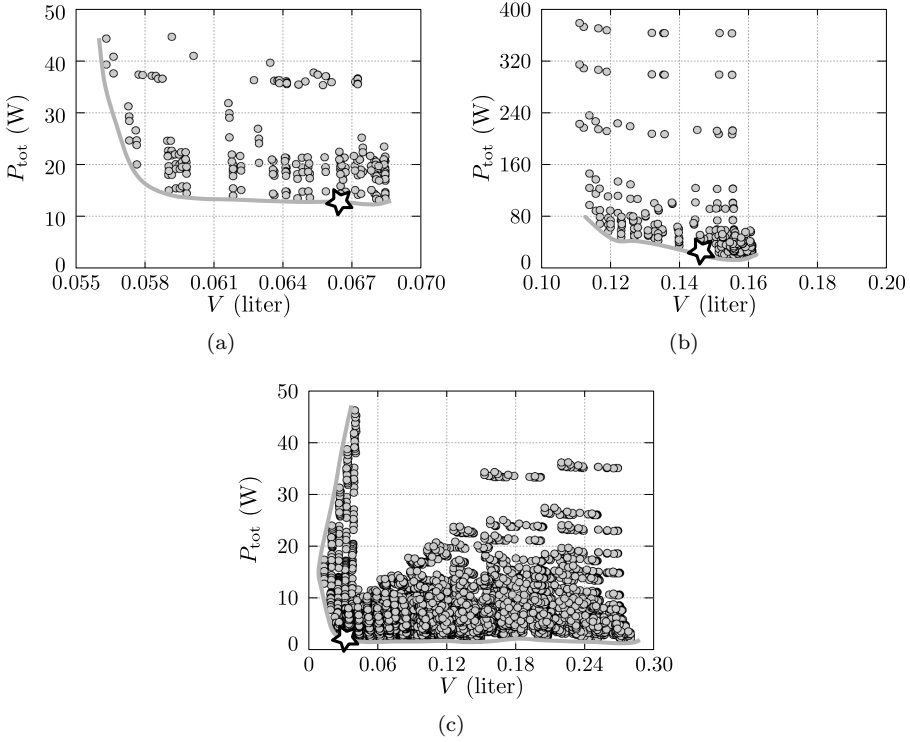 50
40
30
20
10
0
P_tot (W)
0.055 0.058 0.061 0.064 0.067 0.070
V (liter)
(a)
400
320
240
160
80
0
P_tot (W)
0.10 0.12 0.14 0.16 0.18 0.20
V (liter)
(b)
50
40
30
20
10
0
P_tot (W)
0 0.06 0.12 0.18 0.24 0.30
V (liter)
(c)